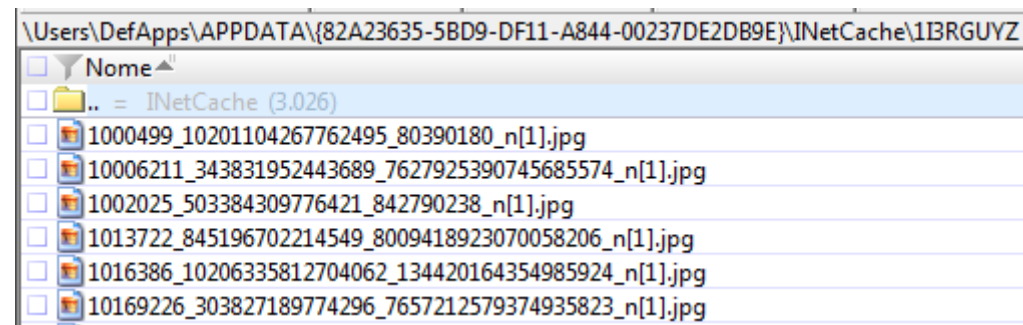 \Users\DefApps\APPDATA\{82A23635-5BD9-DF11-A844-00237DE2DB9E}\INetCache\1I3RGUYZ
Nome
.. = INetCache (3.026)
1000499_10201104267762495_80390180_n[1].jpg
10006211_343831952443689_7627925390745685574_n[1].jpg
1002025_503384309776421_842790238_n[1].jpg
1013722_845196702214549_8009418923070058206_n[1].jpg
1016386_10206335812704062_134420164354985924_n[1].jpg
10169226_303827189774296_7657212579374935823_n[1].jpg